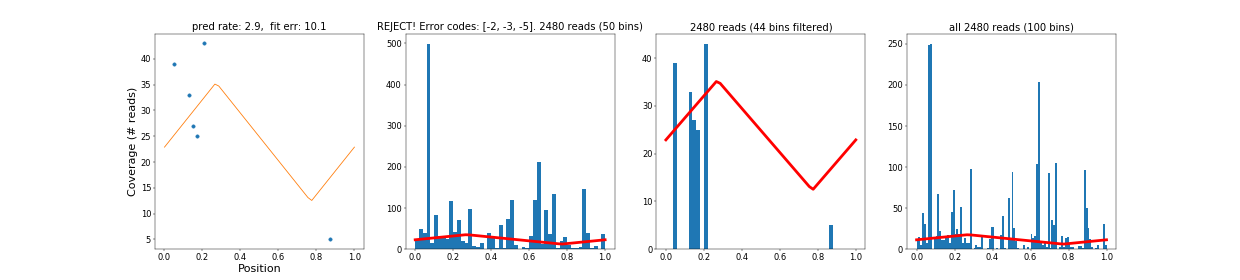 pred rate: 2.9,  fit err: 10.1
REJECT! Error codes: [-2, -3, -5]. 2480 reads (50 bins)
2480 reads (44 bins filtered)
all 2480 reads (100 bins)
Coverage (# reads)
40
35
30
25
20
15
10
5
0.0 0.2 0.4 0.6 0.8 1.0
Position
500
400
300
200
100
0
0.0 0.2 0.4 0.6 0.8 1.0
40
30
20
10
0
0.0 0.2 0.4 0.6 0.8 1.0
250
200
150
100
50
0
0.0 0.2 0.4 0.6 0.8 1.0